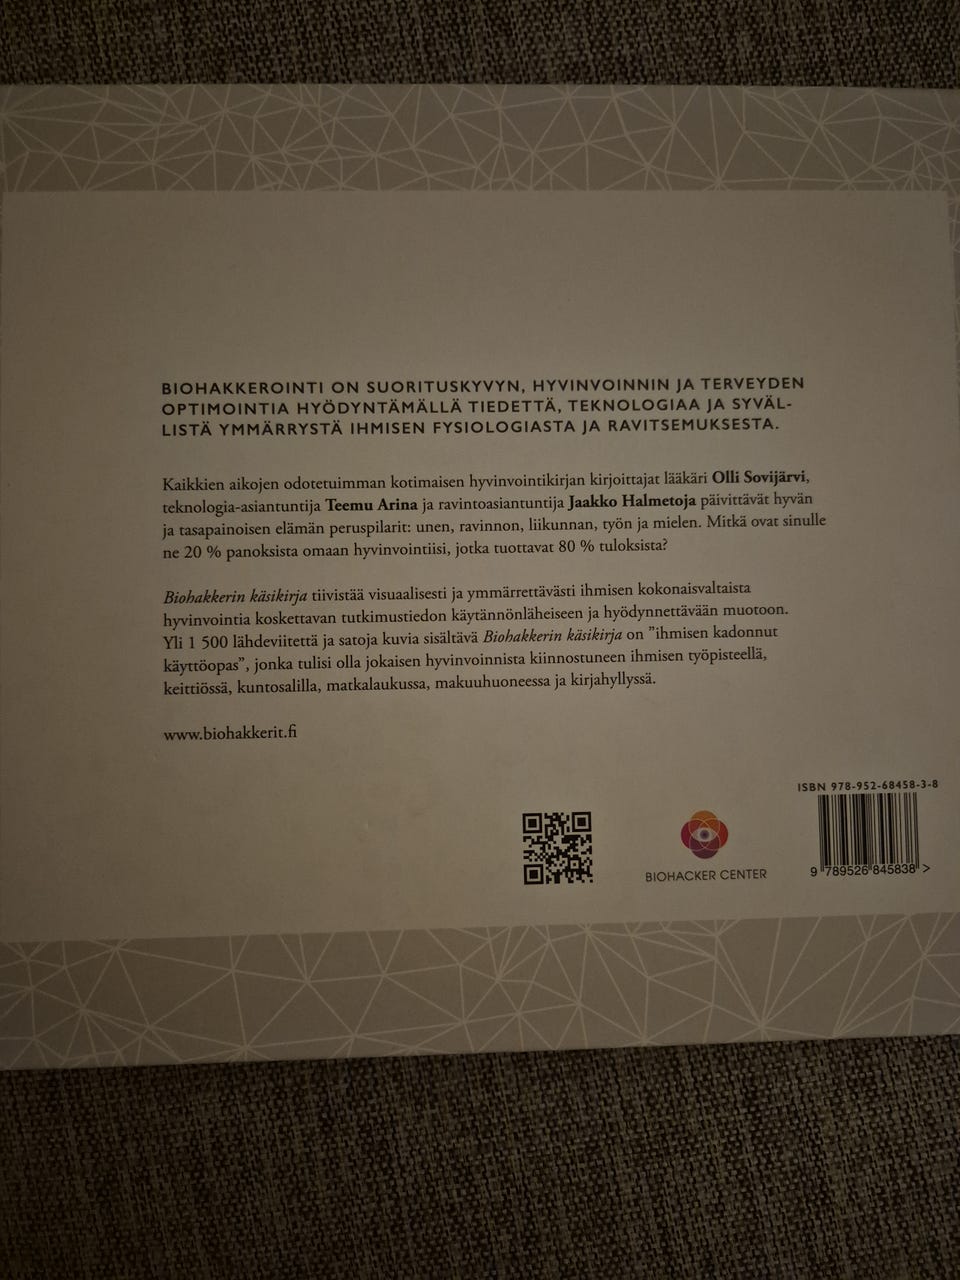 BIOHAKKEROINTI ON SUORITUSKYVYN, HYVINVOINNIN JA TERVEYDEN
OPTIMOINTIA HYÖDYNTÄMÄLLÄ TIEDETTÄ, TEKNOLOGIAA JA SYVÄL-
LISTÄ YMMÄRRYSTÄ IHMISEN FYSIOLOGIASTA JA RAVITSEMUKSESTA.
Kaikkien aikojen odotetuimman kotimaisen hyvinvointikirjan kirjoittajat lääkäri Olli Sovijärvi,
teknologia-asiantuntija Teemu Arina ja ravintoasiantuntija Jaakko Halmetoja päivittävät hyvän
ja tasapainoisen elämän peruspilarit: unen, ravinnon, liikunnan, työn ja mielen. Mitkä ovat sinulle
ne 20 % panoksista omaan hyvinvointiisi, jotka tuottavat 80 % tuloksista?
Biohakkerin käsikirja tiivistää visuaalisesti ja ymmärrettävästi ihmisen kokonaisvaltaista
hyvinvointia koskettavan tutkimustiedon käytännönläheiseen ja hyödynnettävään muotoon.
Yli 1 500 lähdeviitettä ja satoja kuvia sisältävä Biohakkerin käsikirja on ”ihmisen kadonnut
käyttöopas”, jonka tulisi olla jokaisen hyvinvoinnista kiinnostuneen ihmisen työpisteellä,
keittiössä, kuntosalilla, matkalaukussa, makuuhuoneessa ja kirjahyllyssä.
www.biohakkerit.fi
ISBN 978-952-68458-3-8
BIOHACKER CENTER
9 789526 845838 >